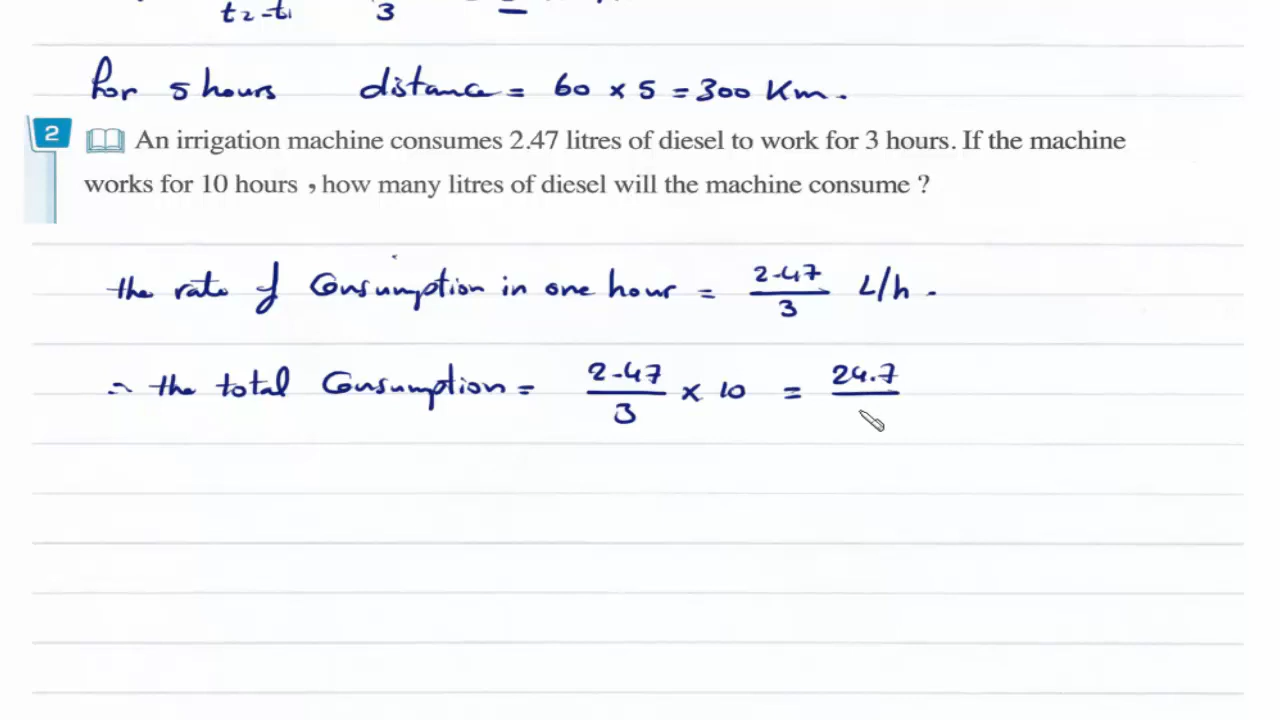 t2-t1 3
for 5 hours distance = 60 × 5 = 300 Km.
2 An irrigation machine consumes 2.47 litres of diesel to work for 3 hours. If the machine
works for 10 hours , how many litres of diesel will the machine consume ?
the rate of Consumption in one hour = 2.47/3 L/h.
∴ the total Consumption = 2.47/3 × 10 = 24.7